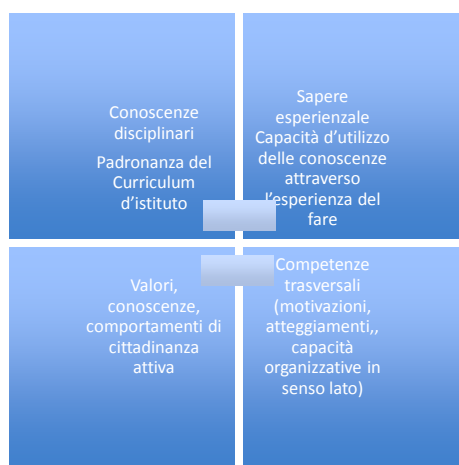 Conoscenze
disciplinari
Padronanza del
Curriculum
d'istituto
Sapere
esperienzale
Capacità d'utilizzo
delle conoscenze
attraverso
l'esperienza del
fare
Valori,
conoscenze,
comportamenti di
cittadinanza
attiva
Competenze
trasversali
(motivazioni,
atteggiamenti,,
capacità
organizzative in
senso lato)